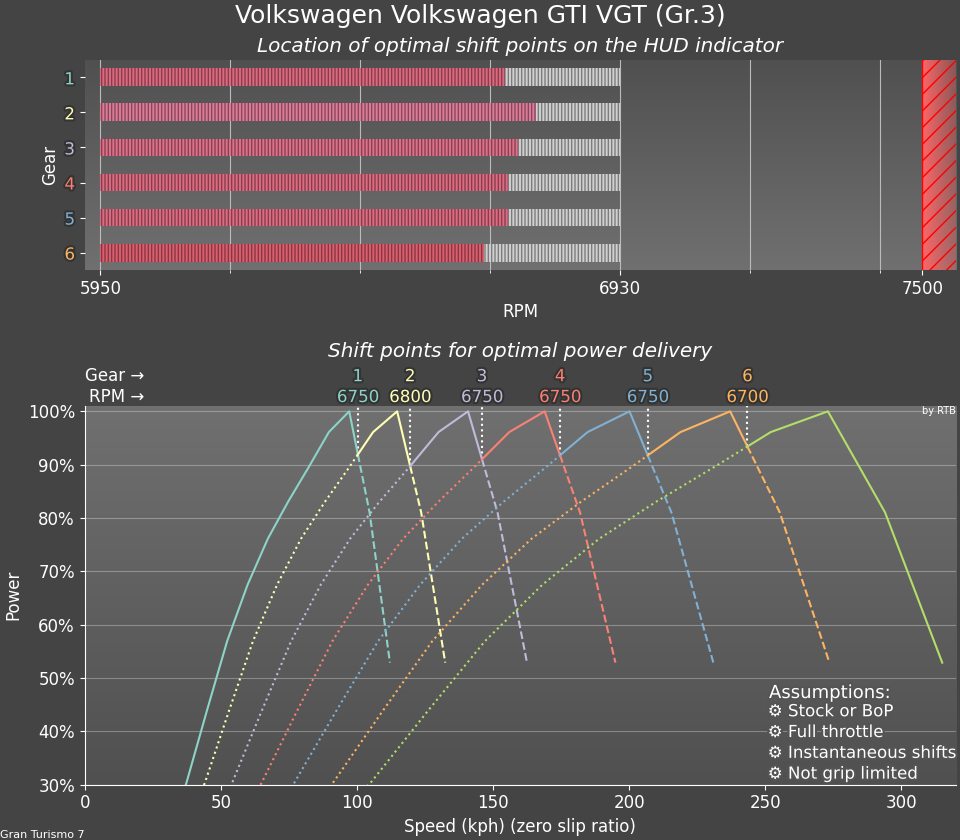 Volkswagen Volkswagen GTI VGT (Gr.3)
Location of optimal shift points on the HUD indicator
Gear
1
2
3
4
5
6
5950 6930 7500
RPM
Shift points for optimal power delivery
Gear → 1 2 3 4 5 6
RPM → 6750 6800 6750 6750 6750 6700
by RTB
Power
100%
90%
80%
70%
60%
50%
40%
30%
Assumptions:
⚙ Stock or BoP
⚙ Full throttle
⚙ Instantaneous shifts
⚙ Not grip limited
0 50 100 150 200 250 300
Speed (kph) (zero slip ratio)
Gran Turismo 7